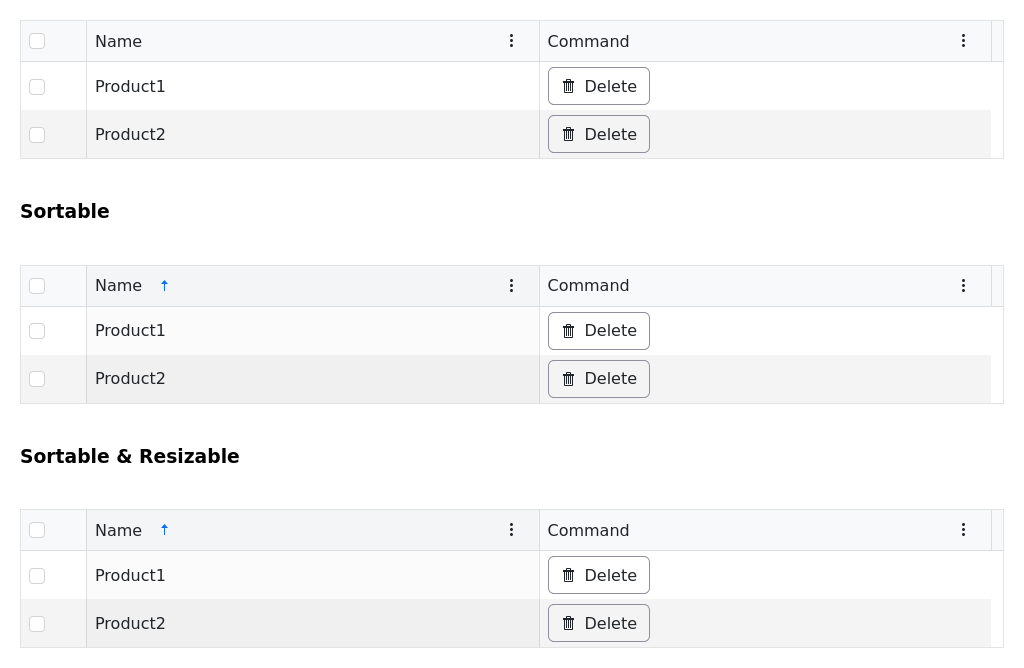 Name Command
Product1 Delete
Product2 Delete
Sortable
Name Command
Product1 Delete
Product2 Delete
Sortable & Resizable
Name Command
Product1 Delete
Product2 Delete